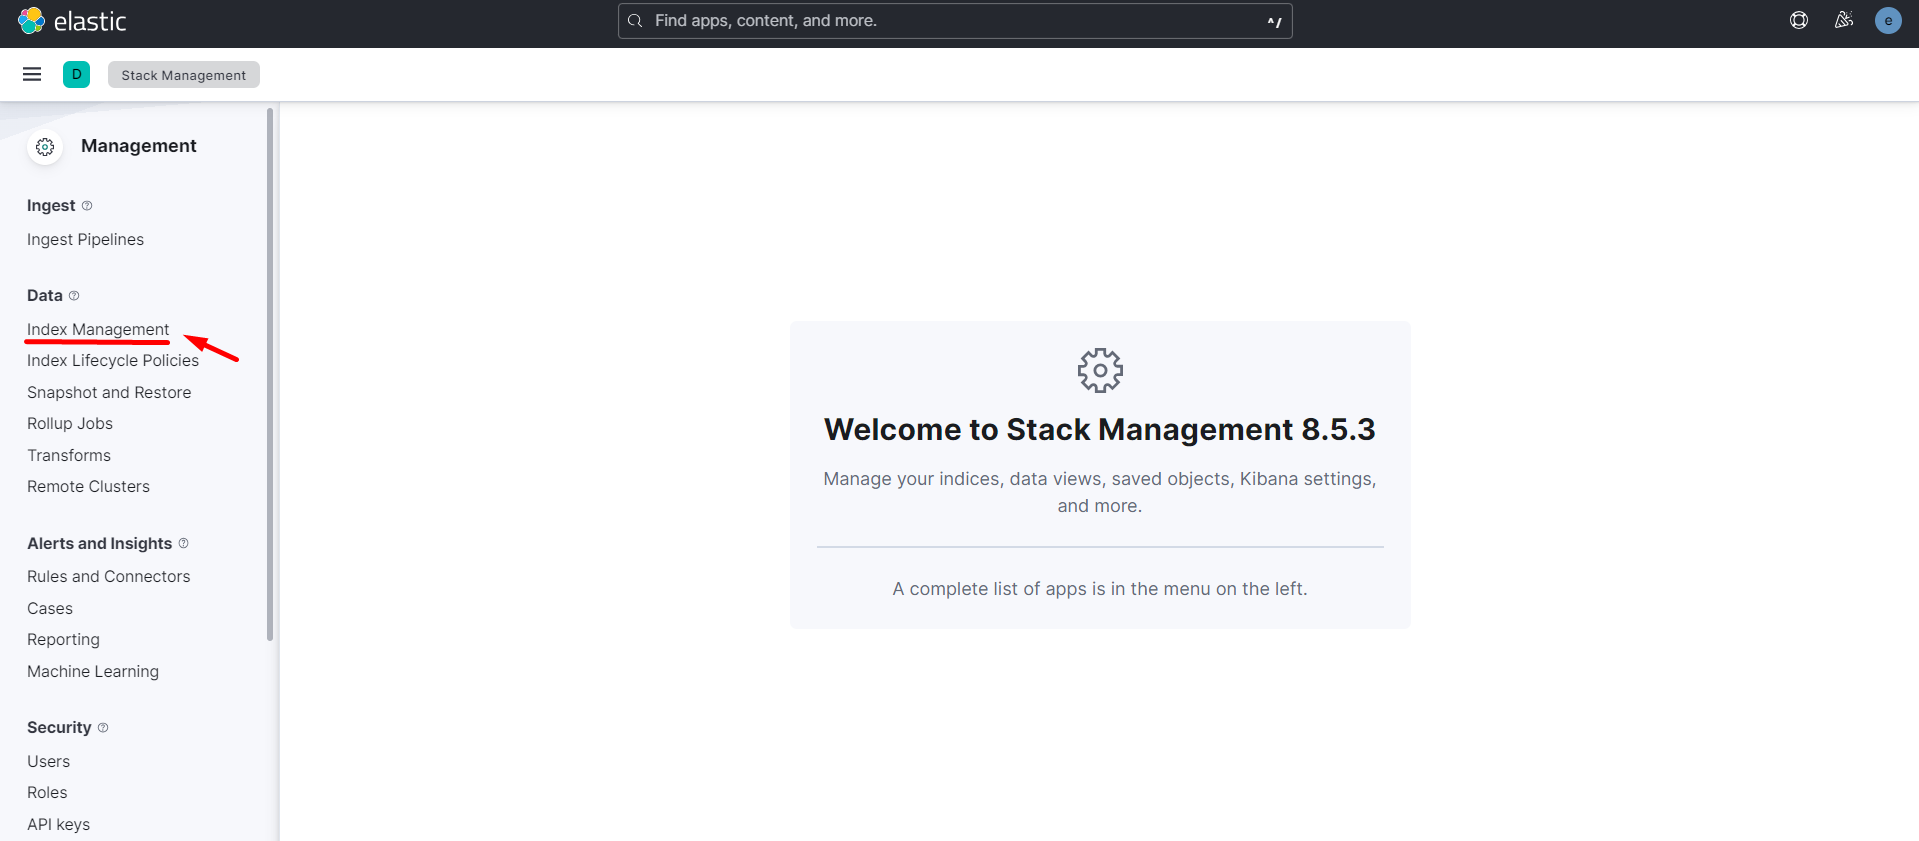 elastic
Find apps, content, and more.
^/
e
D
Stack Management
Management
Ingest
Ingest Pipelines
Data
Index Management
Index Lifecycle Policies
Snapshot and Restore
Rollup Jobs
Transforms
Remote Clusters
Alerts and Insights
Rules and Connectors
Cases
Reporting
Machine Learning
Security
Users
Roles
API keys
Welcome to Stack Management 8.5.3
Manage your indices, data views, saved objects, Kibana settings,
and more.
A complete list of apps is in the menu on the left.